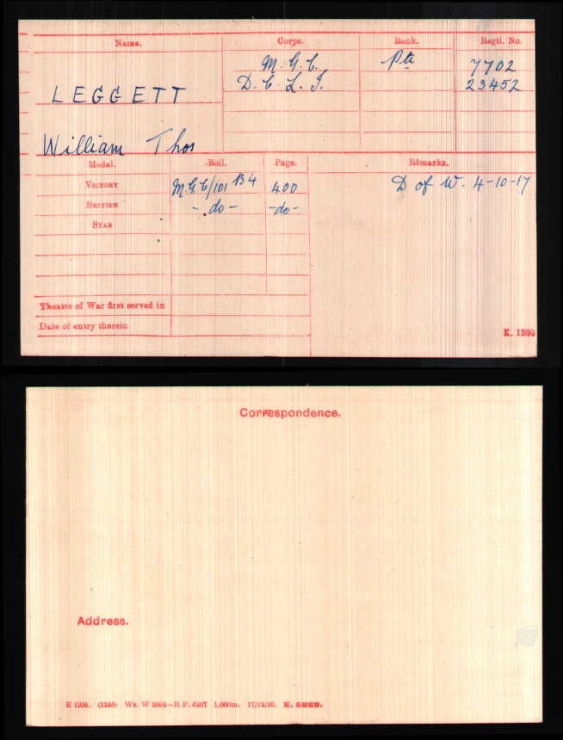 Name. Corps. Rank. Regtl. No.
M.G.C. Pte 7702
LEGGETT D.C.L.I. 23452
William Thos
Medal. Roll. Page. Remarks.
VICTORY M.G.C/101 B4 400 D of W. 4-10-17
BRITISH -do- -do-
STAR
Theatre of War first served in
Date of entry therein
K. 1380
Correspondence.
Address.